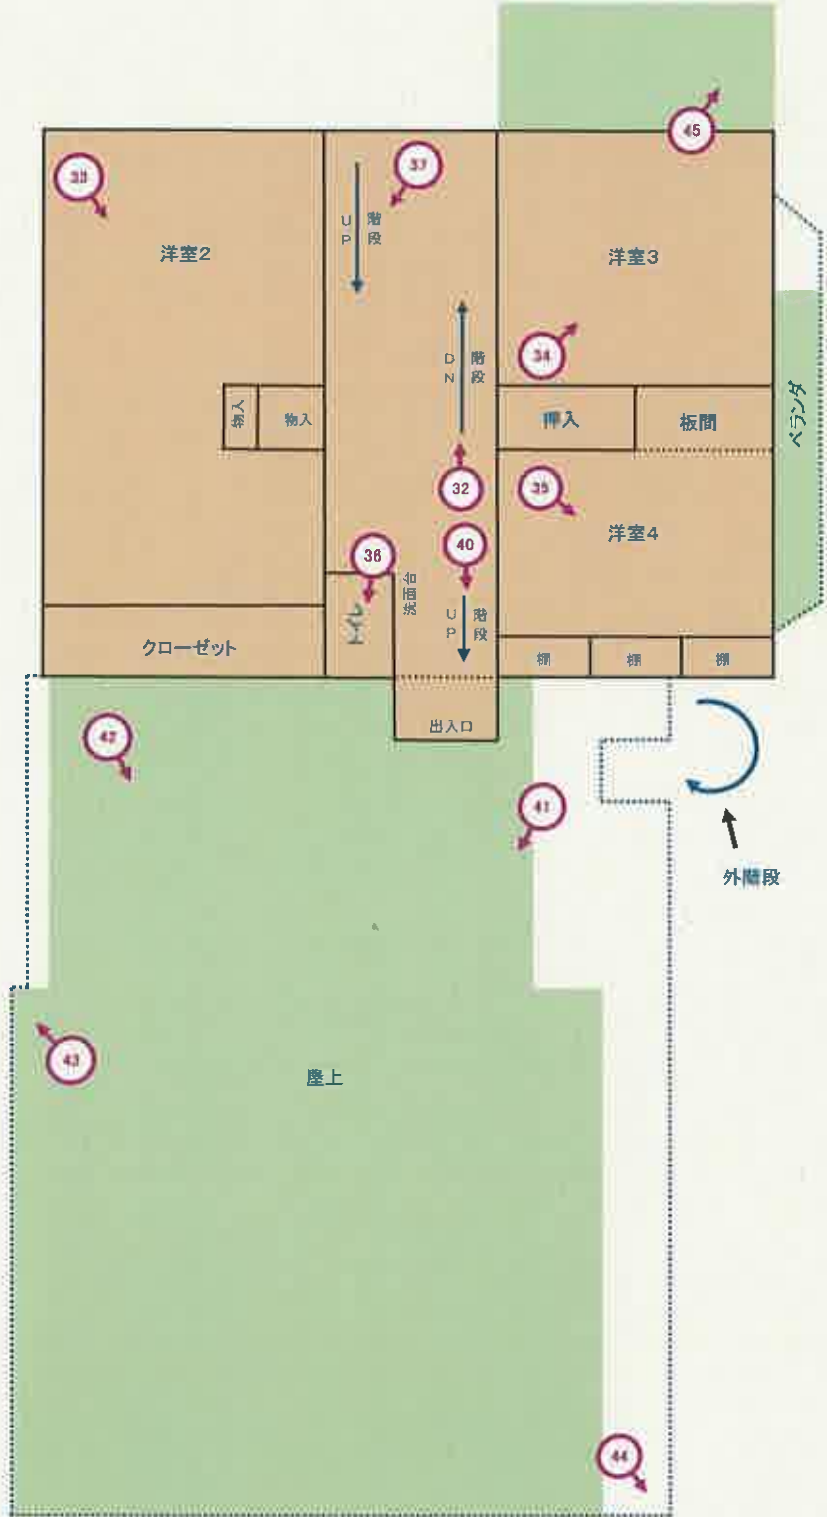 45
33
37
UP
階段
洋室2
洋室3
34
DN
階段
物入
物入
押入
板間
ベランダ
32
35
洋室4
36
40
洗面台
トイレ
UP
階段
クローゼット
棚
棚
棚
出入口
42
41
外階段
43
屋上
44